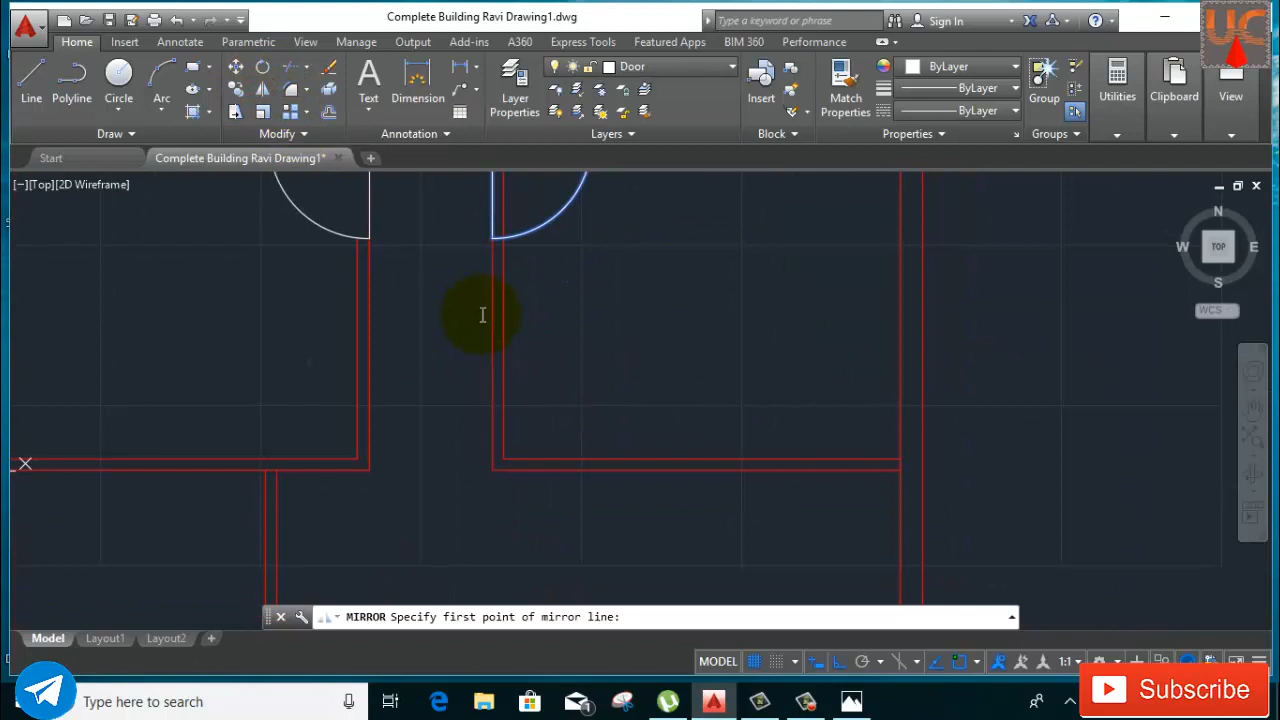 Complete Building Ravi Drawing1.dwg
Type a keyword or phrase
Sign In
UC
Home Insert Annotate Parametric View Manage Output Add-ins A360 Express Tools Featured Apps BIM 360 Performance
Line
Polyline
Circle
Arc
Text
Dimension
Layer
Properties
Door
Insert
Match
Properties
ByLayer
ByLayer
ByLayer
Group
Utilities
Clipboard
View
Draw
Modify
Annotation
Layers
Block
Properties
Groups
Start
Complete Building Ravi Drawing1*
[−][Top][2D Wireframe]
N
W
TOP
E
S
WCS
MIRROR Specify first point of mirror line:
Model
Layout1
Layout2
MODEL
1:1
Type here to search
1
Subscribe